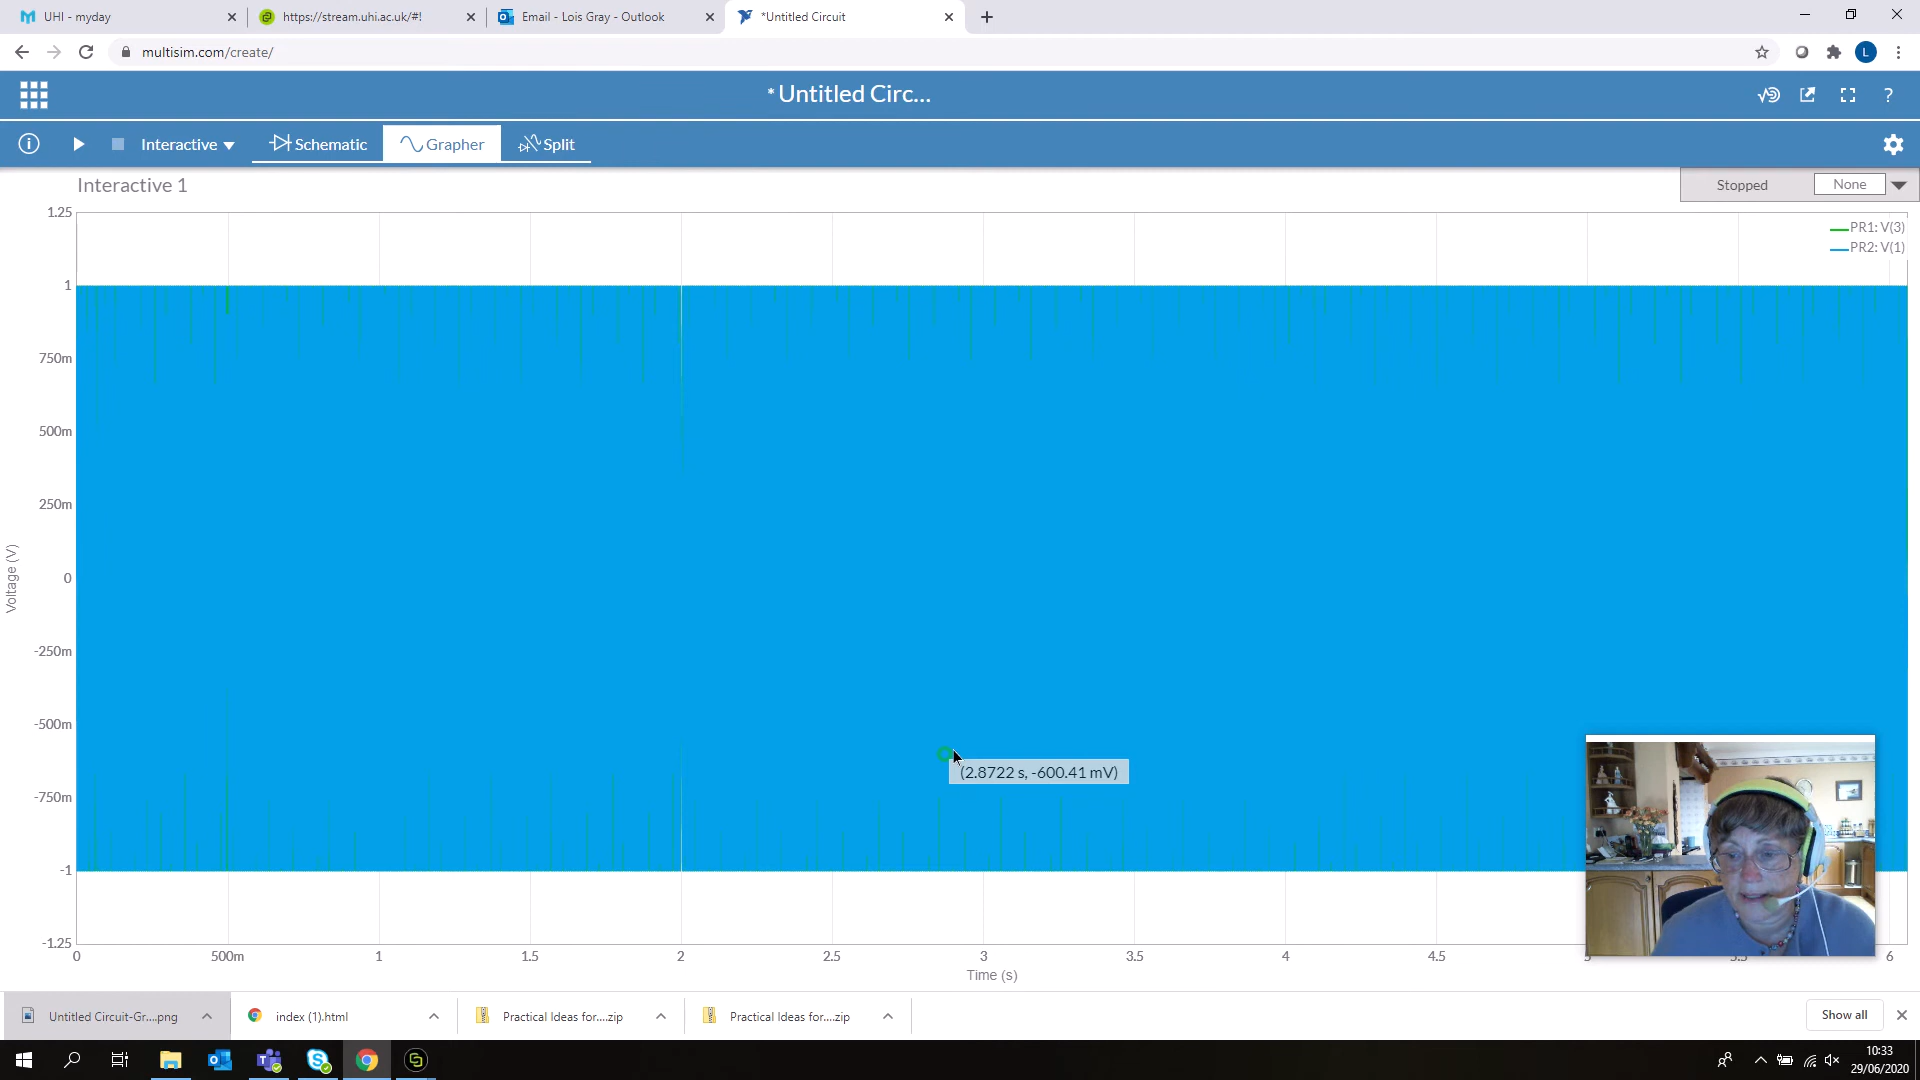 UHI - myday
https://stream.uhi.ac.uk/#!
Email - Lois Gray - Outlook
*Untitled Circuit
multisim.com/create/
L
*Untitled Circ...
?
Interactive
Schematic
Grapher
Split
Interactive 1
Stopped
None
PR1: V(3)
PR2: V(1)
1.25
1
750m
500m
250m
0
-250m
-500m
-750m
-1
-1.25
Voltage (V)
(2.8722 s, -600.41 mV)
0
500m
1
1.5
2
2.5
3
3.5
4
4.5
5
5.5
6
Time (s)
Untitled Circuit-Gr....png
index (1).html
Practical Ideas for....zip
Practical Ideas for....zip
Show all
10:33
29/06/2020